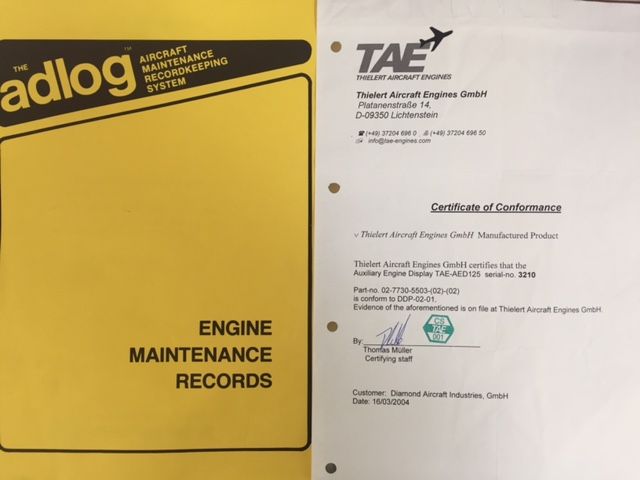 THE
adlog™
AIRCRAFT
MAINTENANCE
RECORDKEEPING
SYSTEM
ENGINE
MAINTENANCE
RECORDS
TAE
THIELERT AIRCRAFT ENGINES
Thielert Aircraft Engines GmbH
Platanenstraße 14,
D-09350 Lichtenstein
(++49) 37204 696 0 (++49) 37204 696 50
info@tae-engines.com
Certificate of Conformance
v Thielert Aircraft Engines GmbH Manufactured Product
Thielert Aircraft Engines GmbH certifies that the
Auxiliary Engine Display TAE-AED125 serial-no. 3210
Part-no. 02-7730-5503-(02)-(02)
is conform to DDP-02-01.
Evidence of the aforementioned is on file at Thielert Aircraft Engines GmbH.
CS
TAE
001
By:
Thomas Müller
Certifying staff
Customer: Diamond Aircraft Industries, GmbH
Date: 16/03/2004